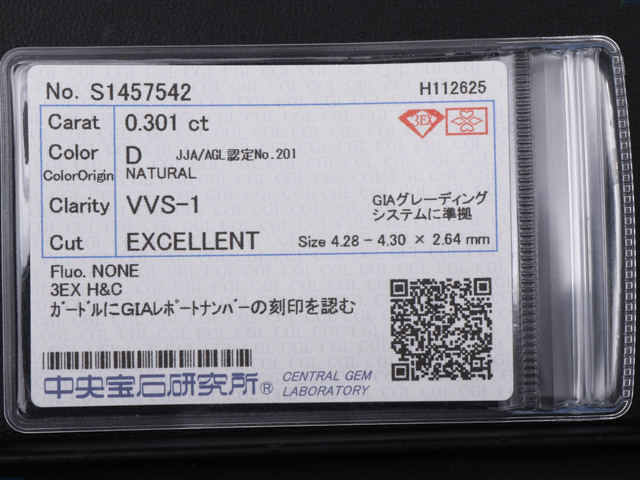 No. S1457542
H112625
Carat 0.301 ct
3EX
Color D JJA/AGL認定No.201
ColorOrigin NATURAL
Clarity VVS-1
GIAグレーディング
システムに準拠
Cut EXCELLENT Size 4.28 - 4.30 × 2.64 mm
Fluo. NONE
3EX H&C
ガードルにGIAレポートナンバーの刻印を認む
中央宝石研究所® CENTRAL GEM
LABORATORY